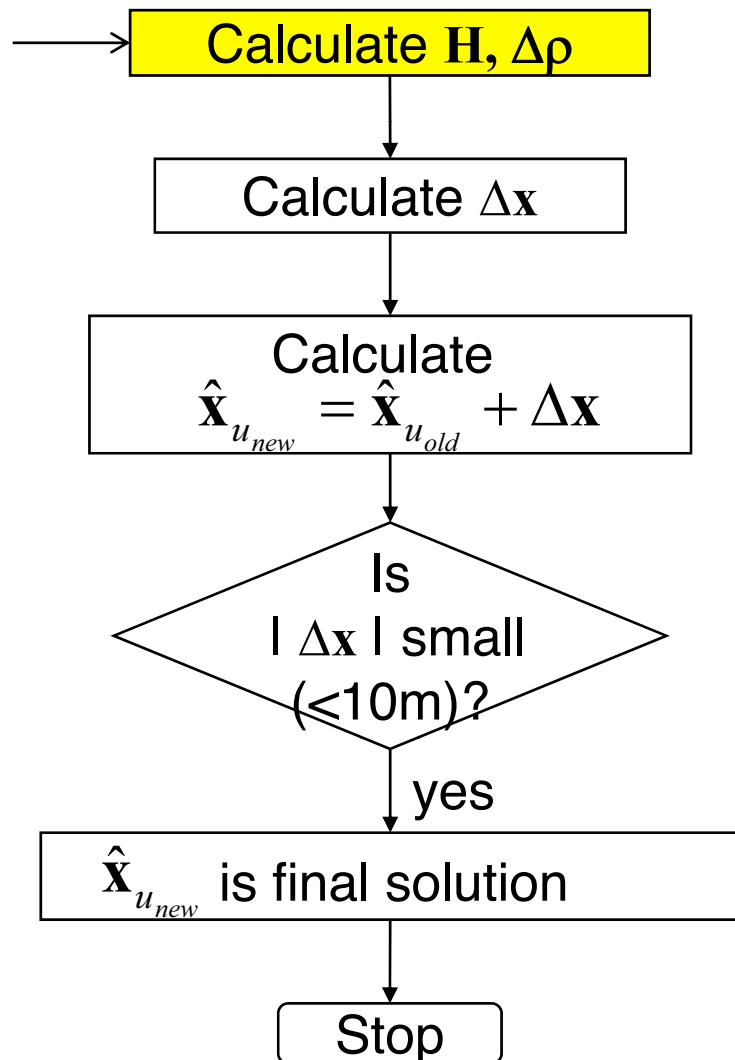 Calculate H, Δρ
Calculate Δx
Calculate
x̂u_new = x̂u_old + Δx
Is
| Δx | small
(<10m)?
yes
x̂u_new is final solution
Stop